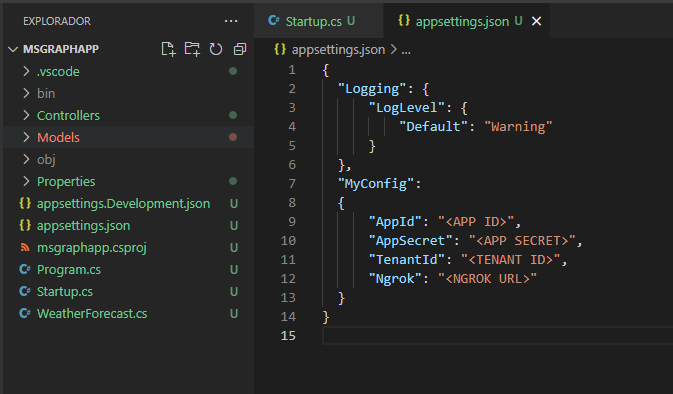 EXPLORADOR ···
MSGRAPHAPP
.vscode
bin
Controllers
Models
obj
Properties
{} appsettings.Development.json U
{} appsettings.json U
msgraphapp.csproj U
C# Program.cs U
C# Startup.cs U
C# WeatherForecast.cs U
C# Startup.cs U
{} appsettings.json U ×
{} appsettings.json > ...
1 {
2 "Logging": {
3 "LogLevel": {
4 "Default": "Warning"
5 }
6 },
7 "MyConfig":
8 {
9 "AppId": "<APP ID>",
10 "AppSecret": "<APP SECRET>",
11 "TenantId": "<TENANT ID>",
12 "Ngrok": "<NGROK URL>"
13 }
14 }
15